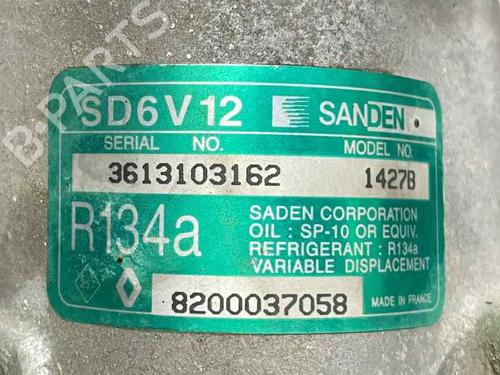 SD6V12 SANDEN
SERIAL NO. MODEL NO.
3613103162 1427B
R134a
SADEN CORPORATION
OIL : SP-10 OR EQUIV.
REFRIGERANT : R134a
VARIABLE DISPLACEMENT
8200037058 MADE IN FRANCE
B-PARTS